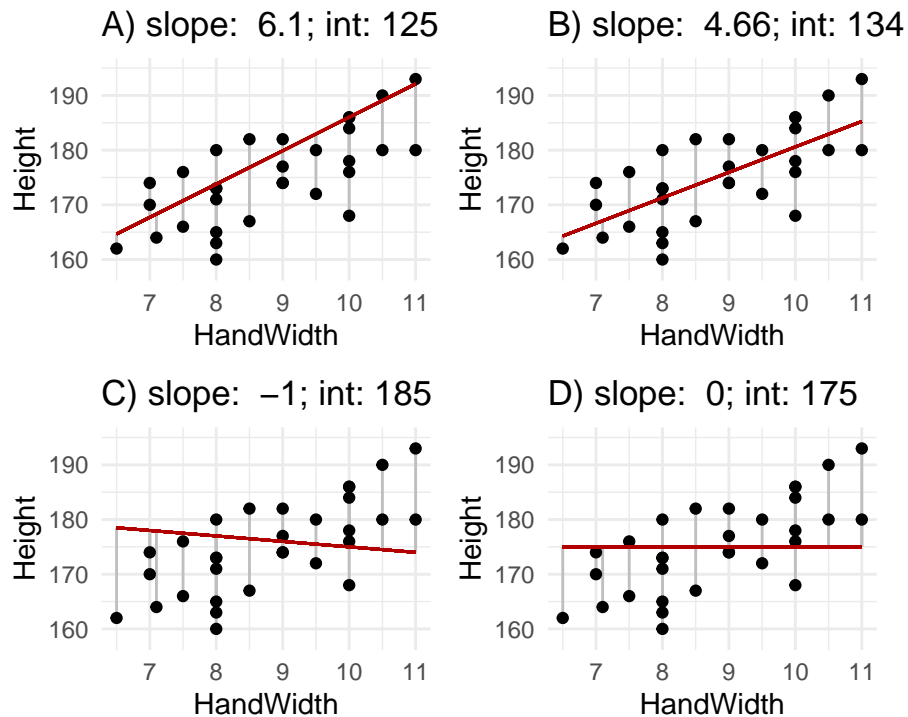 A) slope:  6.1; int: 125
190
180
170
160
Height
7 8 9 10 11
HandWidth
B) slope:  4.66; int: 134
190
180
170
160
Height
7 8 9 10 11
HandWidth
C) slope:  −1; int: 185
190
180
170
160
Height
7 8 9 10 11
HandWidth
D) slope:  0; int: 175
190
180
170
160
Height
7 8 9 10 11
HandWidth